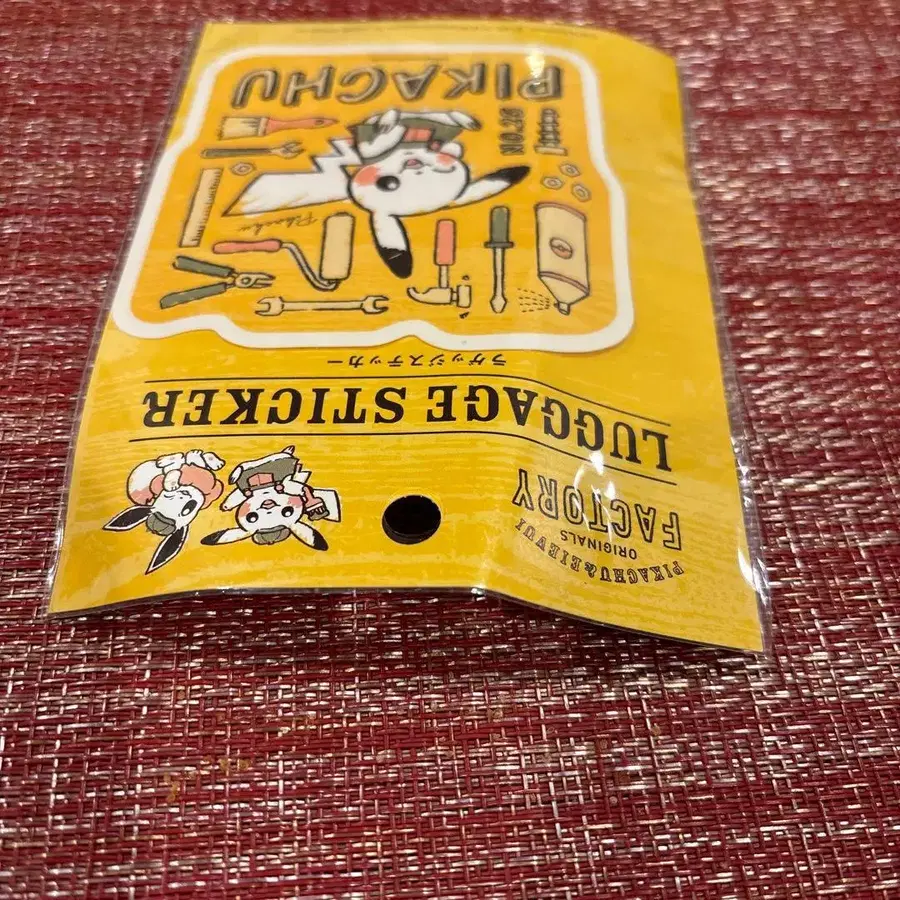 PIKACHU&EIEVUI
ORIGINALS
FACTORY
LUGGAGE STICKER
ラゲッジステッカー
Pikachu
NO.25
PIKACHU